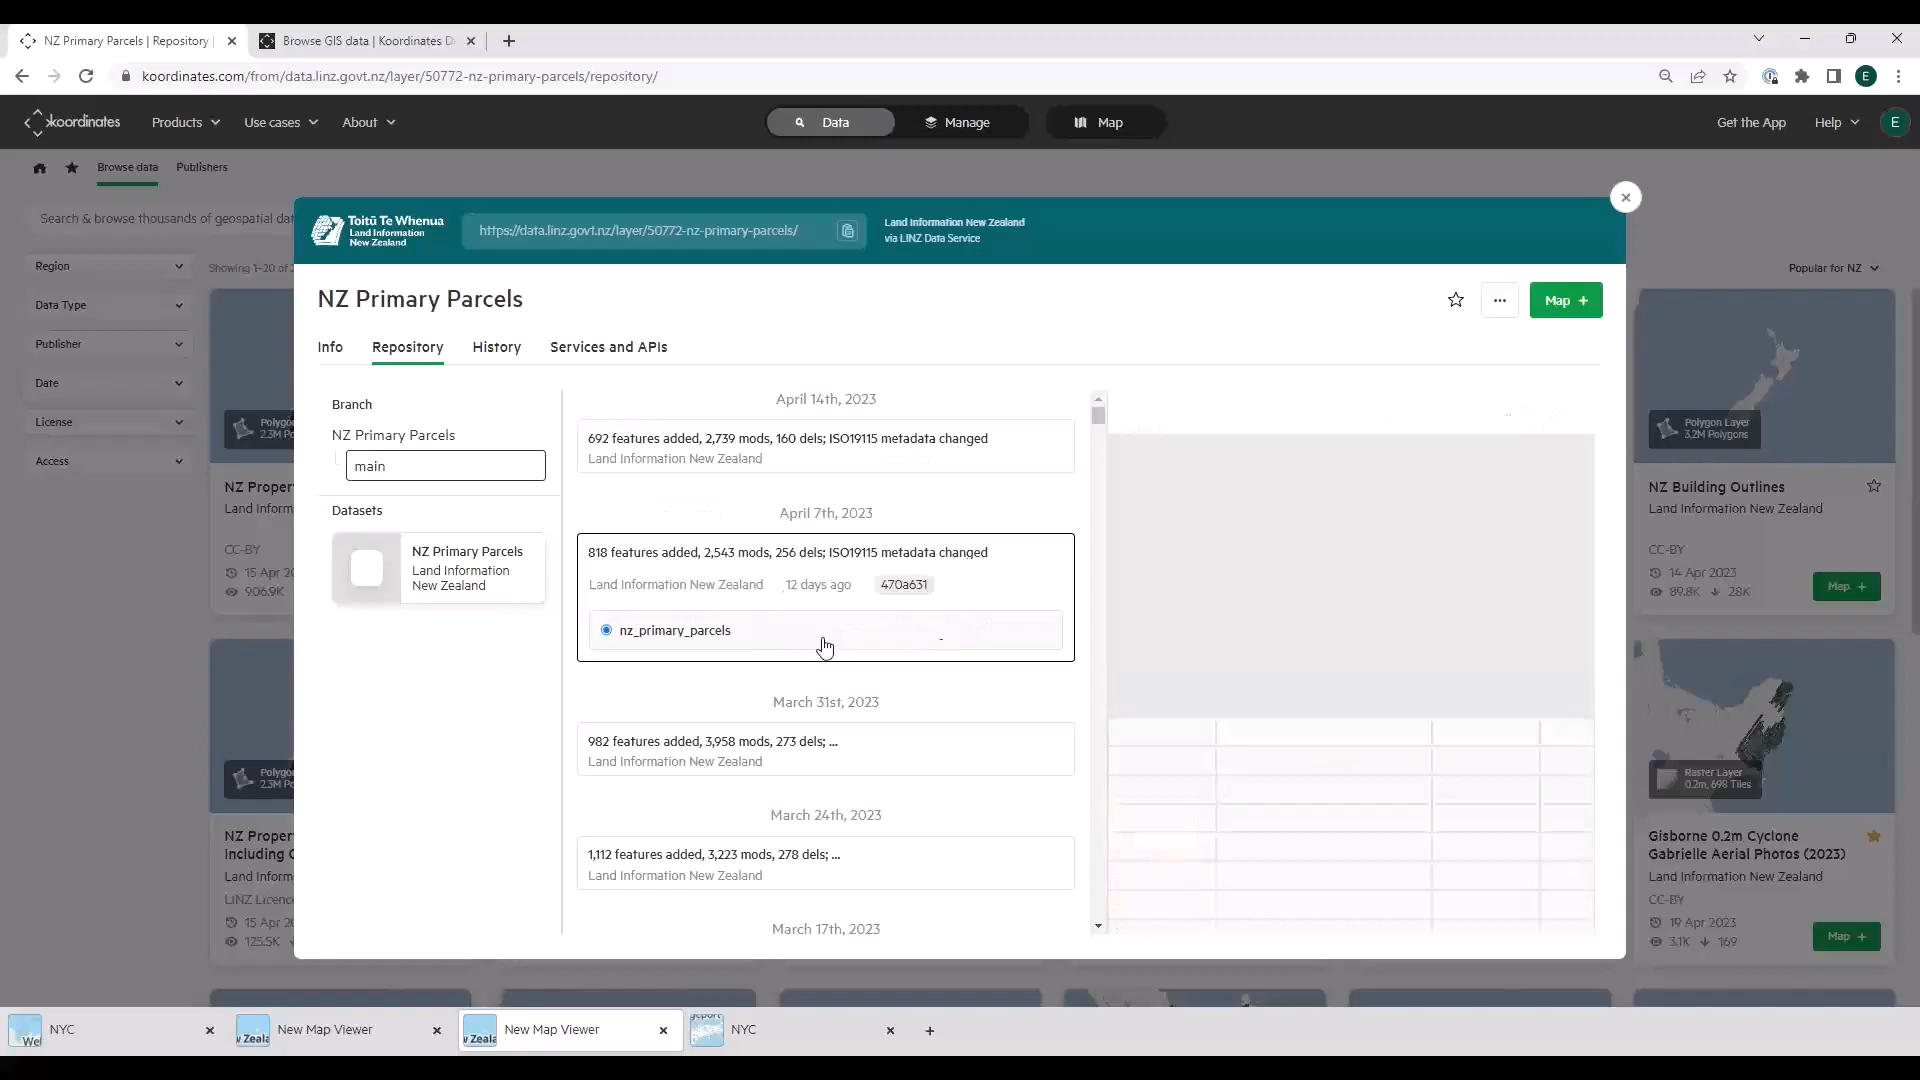 NZ Primary Parcels | Repository |
Browse GIS data | Koordinates D
koordinates.com/from/data.linz.govt.nz/layer/50772-nz-primary-parcels/repository/
E
koordinates
Products
Use cases
About
Data
Manage
Map
Get the App
Help
E
Browse data
Publishers
Search & browse thousands of geospatial dat
Region
Data Type
Publisher
Date
License
Access
Showing 1-20 of 2
Popular for NZ
Toitū Te Whenua
Land Information
New Zealand
https://data.linz.govt.nz/layer/50772-nz-primary-parcels/
Land Information New Zealand
via LINZ Data Service
NZ Primary Parcels
Map +
Info
Repository
History
Services and APIs
Branch
NZ Primary Parcels
main
Datasets
NZ Primary Parcels
Land Information
New Zealand
April 14th, 2023
692 features added, 2,739 mods, 160 dels; ISO19115 metadata changed
Land Information New Zealand
April 7th, 2023
818 features added, 2,543 mods, 256 dels; ISO19115 metadata changed
Land Information New Zealand
12 days ago
470a631
nz_primary_parcels
March 31st, 2023
982 features added, 3,958 mods, 273 dels; ...
Land Information New Zealand
March 24th, 2023
1,112 features added, 3,223 mods, 278 dels; ...
Land Information New Zealand
March 17th, 2023
Polygon
2.3M Po
NZ Proper
Land Inform
CC-BY
15 Apr 20
906.9K
Polygon
2.3M Po
NZ Proper
Including C
Land Inform
LINZ Licenc
15 Apr 20
125.5K
Polygon Layer
3.2M Polygons
NZ Building Outlines
Land Information New Zealand
CC-BY
14 Apr 2023
89.8K
28K
Map +
Raster Layer
0.2m, 698 Tiles
Gisborne 0.2m Cyclone
Gabrielle Aerial Photos (2023)
Land Information New Zealand
CC-BY
19 Apr 2023
3.1K
169
Map +
We
NYC
w Zeala
New Map Viewer
w Zeala
New Map Viewer
NYC